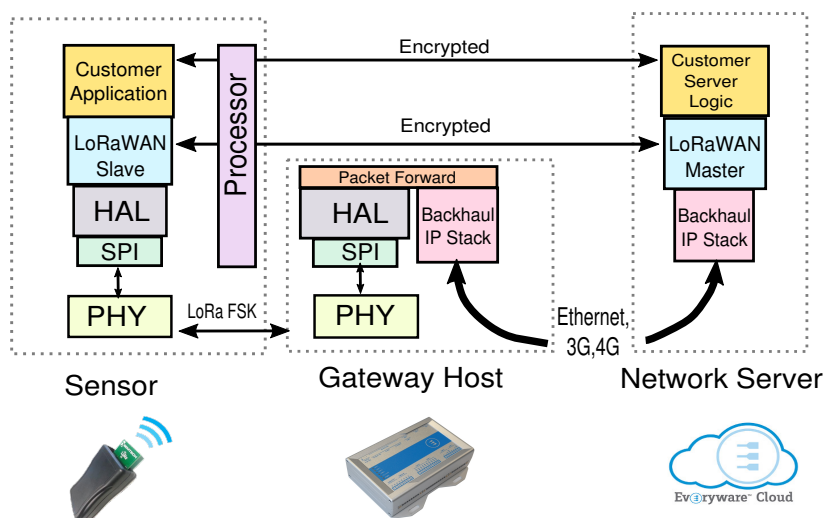 Encrypted
Customer
Application
Processor
Customer
Server
Logic
Encrypted
LoRaWAN
Slave
LoRaWAN
Master
Packet Forward
HAL
HAL
Backhaul
IP Stack
Backhaul
IP Stack
SPI
SPI
PHY
LoRa FSK
PHY
Ethernet,
3G,4G
Sensor
Gateway Host
Network Server
Everyware™ Cloud